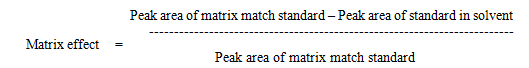 Peak area of matrix match standard – Peak area of standard in solvent
Matrix effect = ----------------------------------------------------------------------
Peak area of matrix match standard